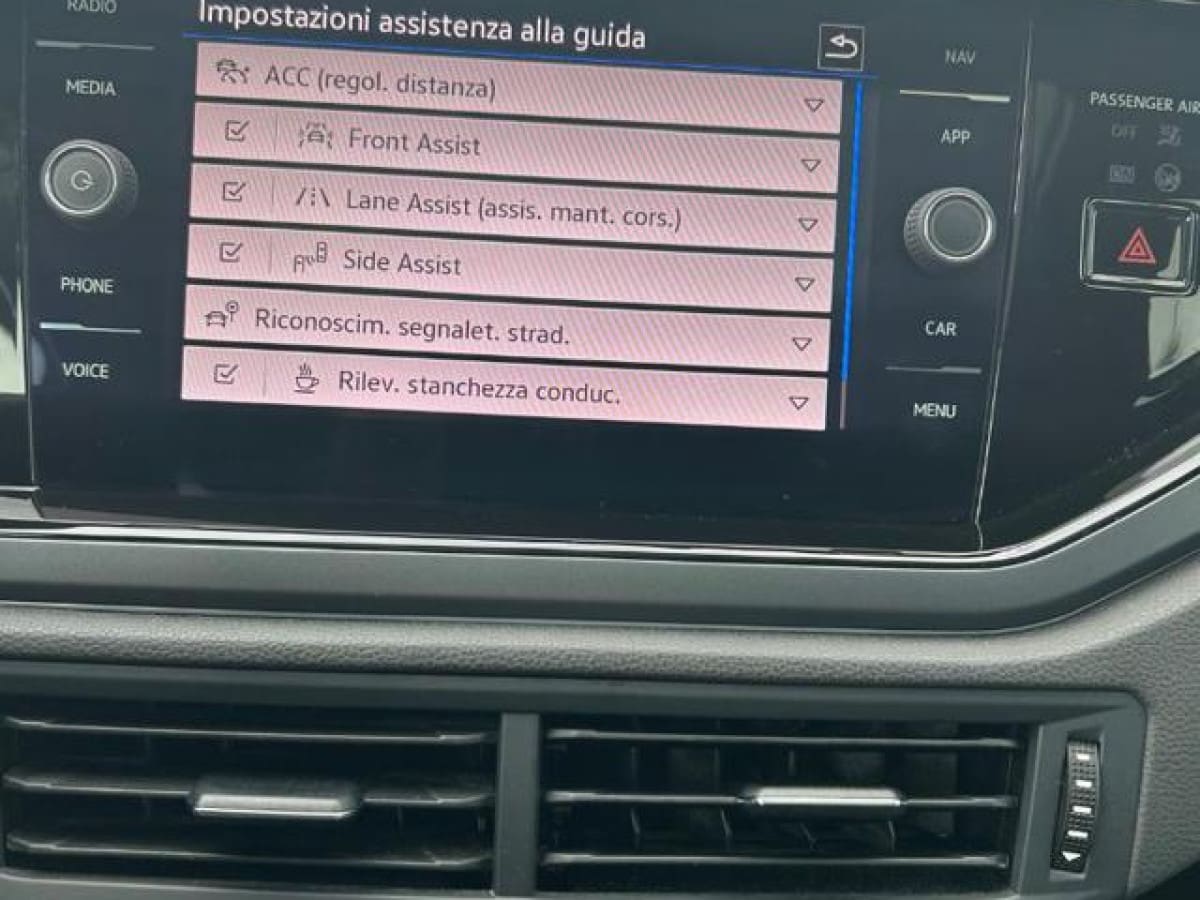 RADIO
MEDIA
PHONE
VOICE
Impostazioni assistenza alla guida
ACC (regol. distanza)
Front Assist
Lane Assist (assis. mant. cors.)
Side Assist
Riconoscim. segnalet. strad.
Rilev. stanchezza conduc.
NAV
APP
CAR
MENU
PASSENGER AIR
OFF
ON